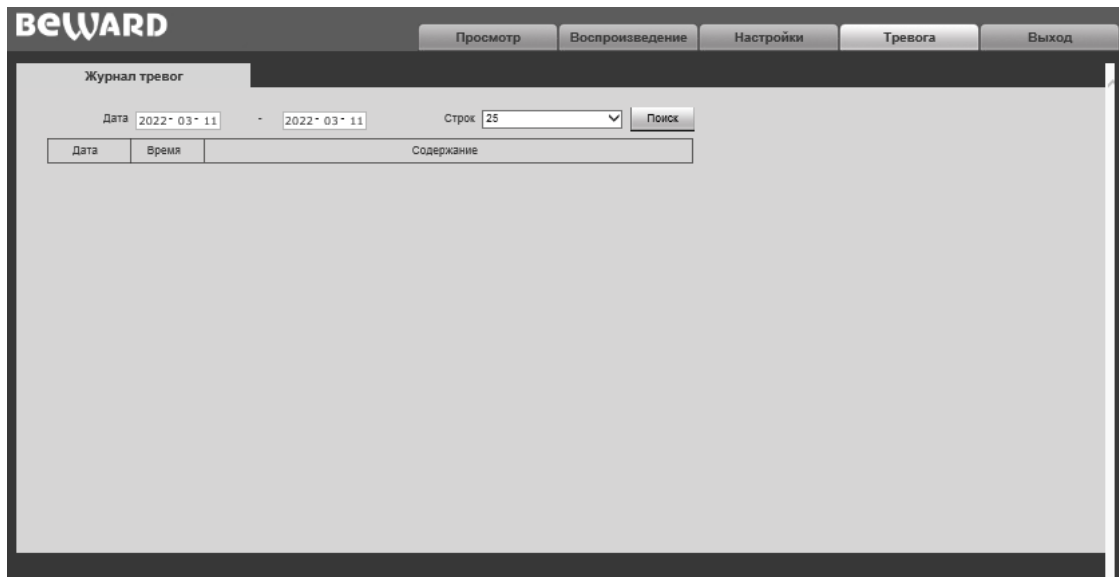 BEWARD
Просмотр Воспроизведение Настройки Тревога Выход
Журнал тревог
Дата 2022- 03- 11 - 2022- 03- 11 Строк 25 Поиск
Дата Время Содержание